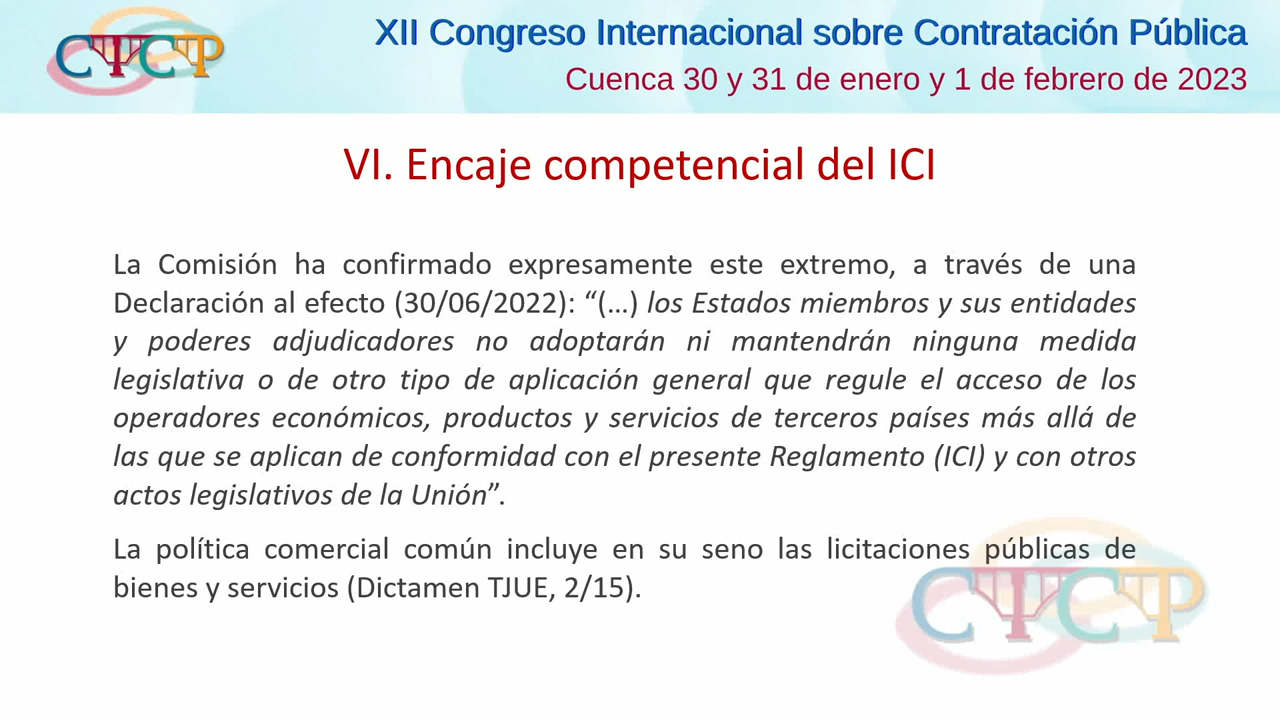 CYCP
XII Congreso Internacional sobre Contratación Pública
Cuenca 30 y 31 de enero y 1 de febrero de 2023
VI. Encaje competencial del ICI
La Comisión ha confirmado expresamente este extremo, a través de una
Declaración al efecto (30/06/2022): “(…) los Estados miembros y sus entidades
y poderes adjudicadores no adoptarán ni mantendrán ninguna medida
legislativa o de otro tipo de aplicación general que regule el acceso de los
operadores económicos, productos y servicios de terceros países más allá de
las que se aplican de conformidad con el presente Reglamento (ICI) y con otros
actos legislativos de la Unión”.
La política comercial común incluye en su seno las licitaciones públicas de
bienes y servicios (Dictamen TJUE, 2/15).
CYCP